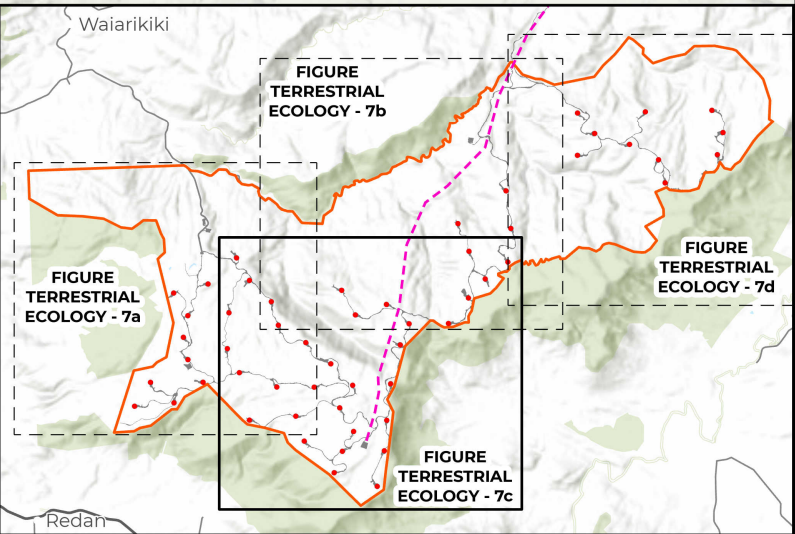 Waiarikiki
FIGURE
TERRESTRIAL
ECOLOGY - 7b
FIGURE
TERRESTRIAL
ECOLOGY - 7d
FIGURE
TERRESTRIAL
ECOLOGY - 7a
FIGURE
TERRESTRIAL
ECOLOGY - 7c
Redan